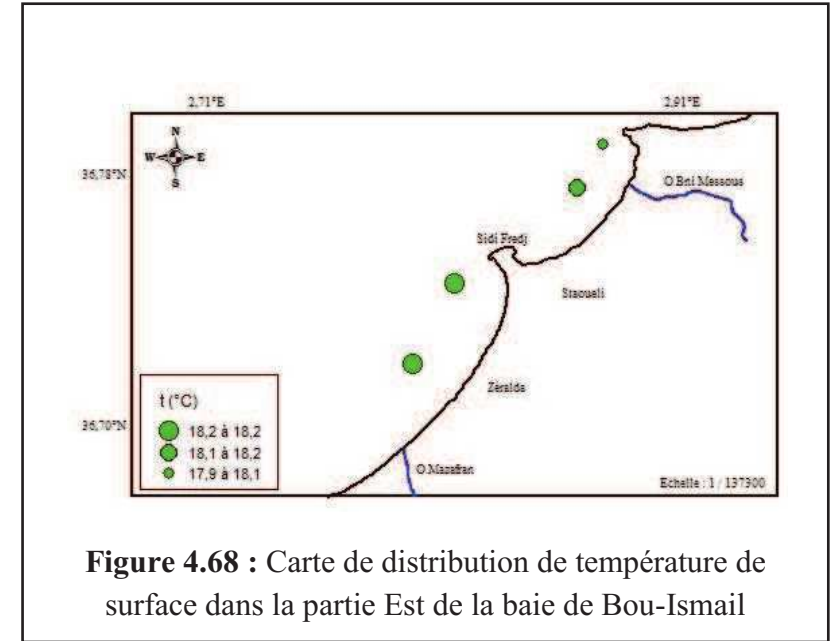 2,71°E 2,91°E
N
W E
S
36,78°N
O Bni Messous
Sidi Fredj
Staoueli
Zéralda
36,70°N
O.Mazafran
t (°C)
18,2 à 18,2
18,1 à 18,2
17,9 à 18,1
Echelle : 1 / 137300
Figure 4.68 : Carte de distribution de température de
surface dans la partie Est de la baie de Bou-Ismail